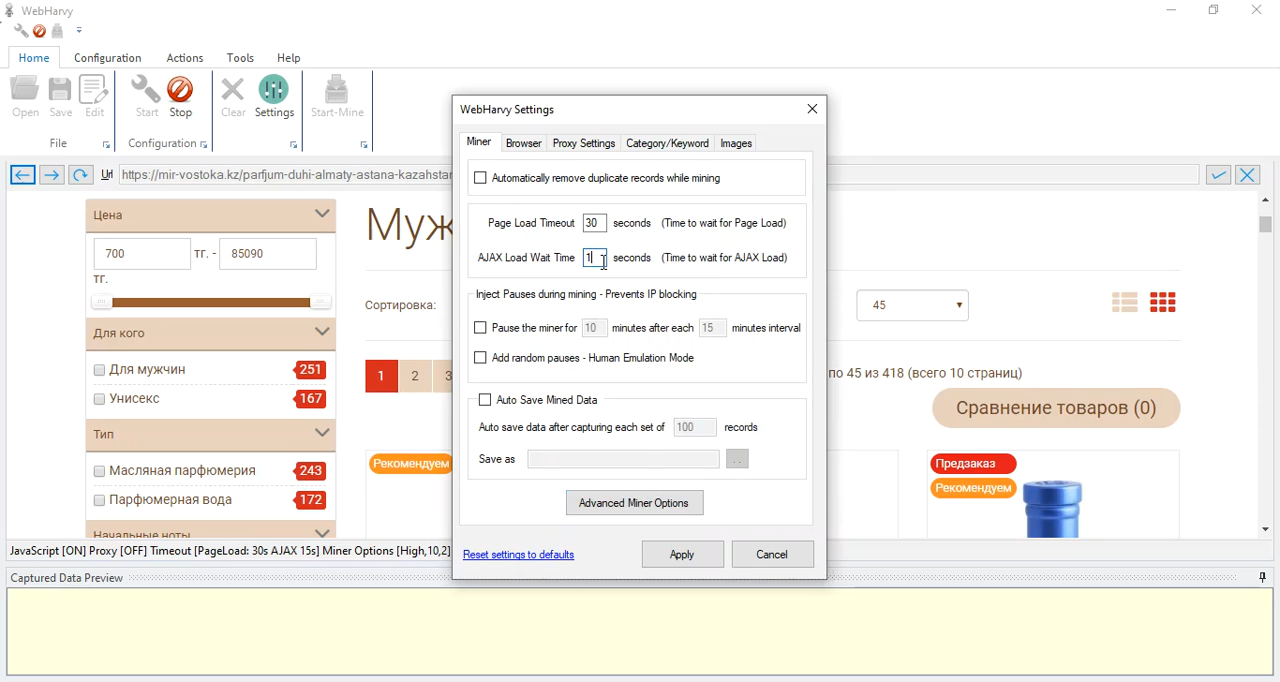 WebHarvy
Home Configuration Actions Tools Help
Open Save Edit Start Stop Clear Settings Start-Mine
File Configuration
Url https://mir-vostoka.kz/parfjum-duhi-almaty-astana-kazahstan
Цена
700 тг. - 85090
тг.
Для кого
Для мужчин 251
Унисекс 167
Тип
Масляная парфюмерия 243
Парфюмерная вода 172
Начальные ноты
Муж
Сортировка:
45
1 2 3
по 45 из 418 (всего 10 страниц)
Сравнение товаров (0)
Рекомендуем
Предзаказ
Рекомендуем
WebHarvy Settings
Miner Browser Proxy Settings Category/Keyword Images
Automatically remove duplicate records while mining
Page Load Timeout 30 seconds (Time to wait for Page Load)
AJAX Load Wait Time 1 seconds (Time to wait for AJAX Load)
Inject Pauses during mining - Prevents IP blocking
Pause the miner for 10 minutes after each 15 minutes interval
Add random pauses - Human Emulation Mode
Auto Save Mined Data
Auto save data after capturing each set of 100 records
Save as ..
Advanced Miner Options
Reset settings to defaults Apply Cancel
JavaScript [ON] Proxy [OFF] Timeout [PageLoad: 30s AJAX 15s] Miner Options [High,10,2]
Captured Data Preview